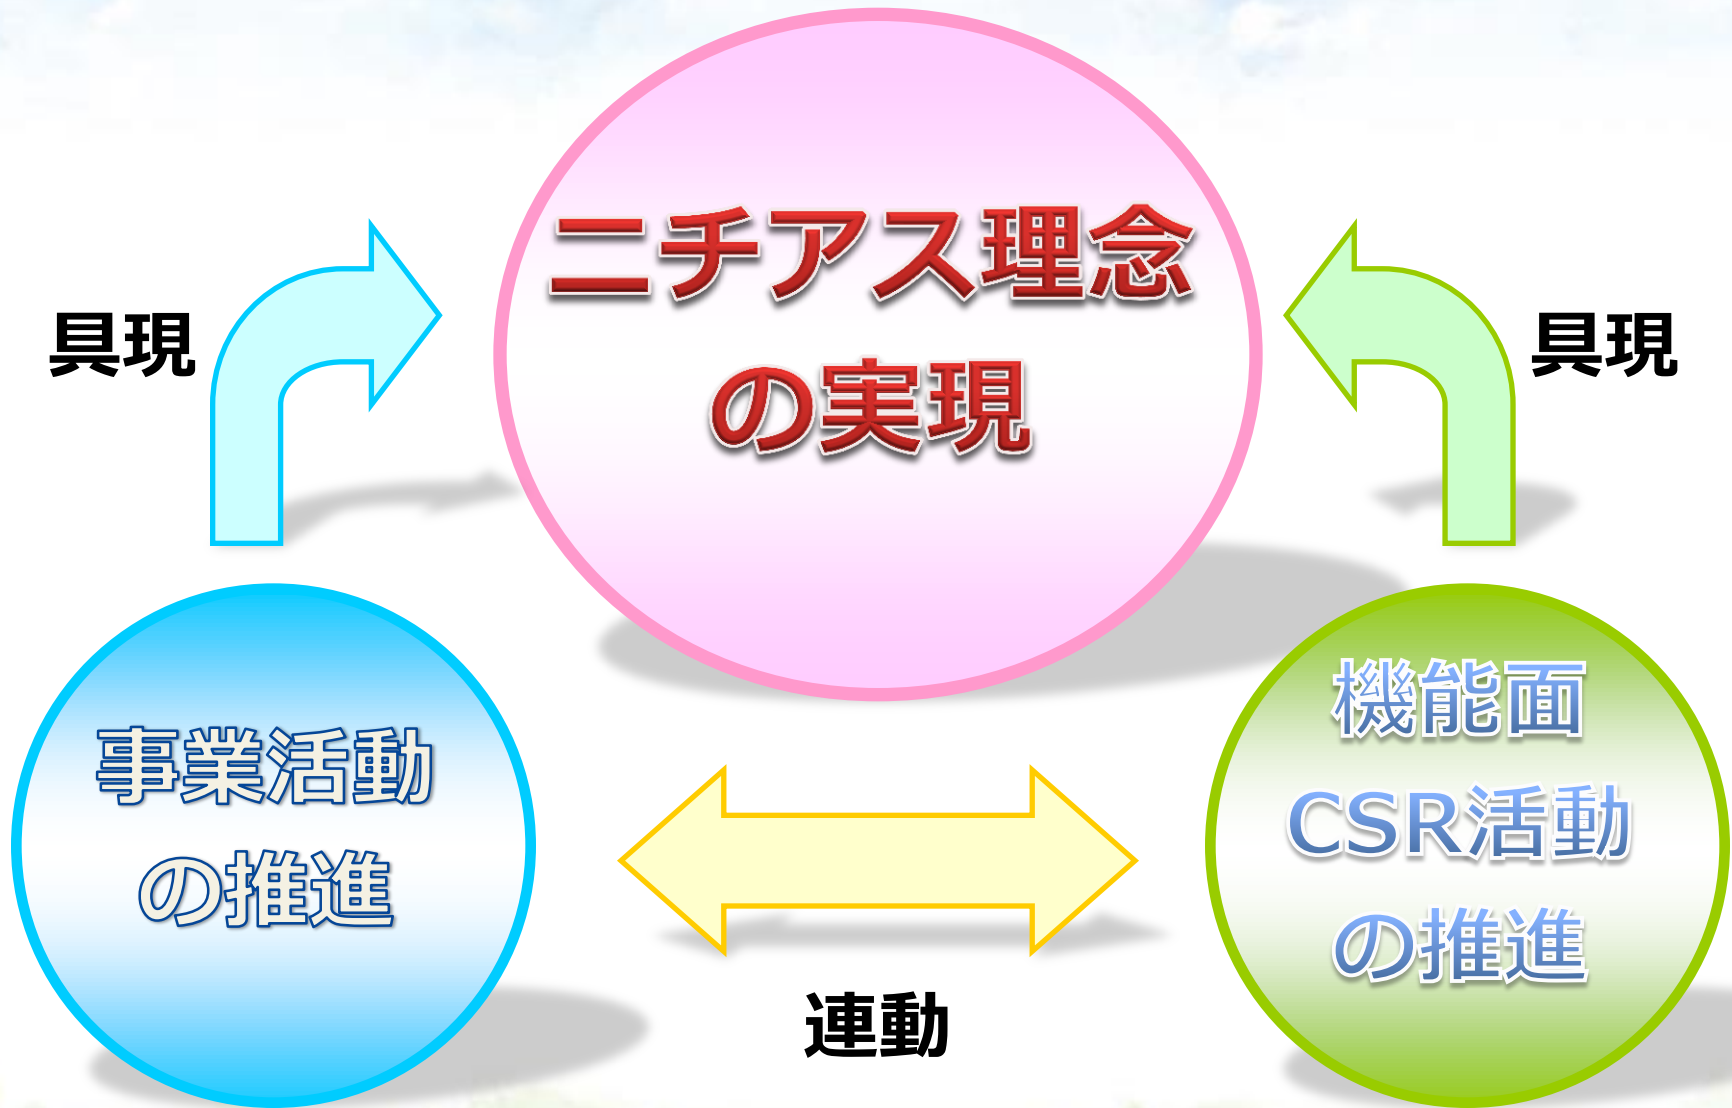 ニチアス理念
の実現
具現
具現
事業活動
の推進
機能面
CSR活動
の推進
連動